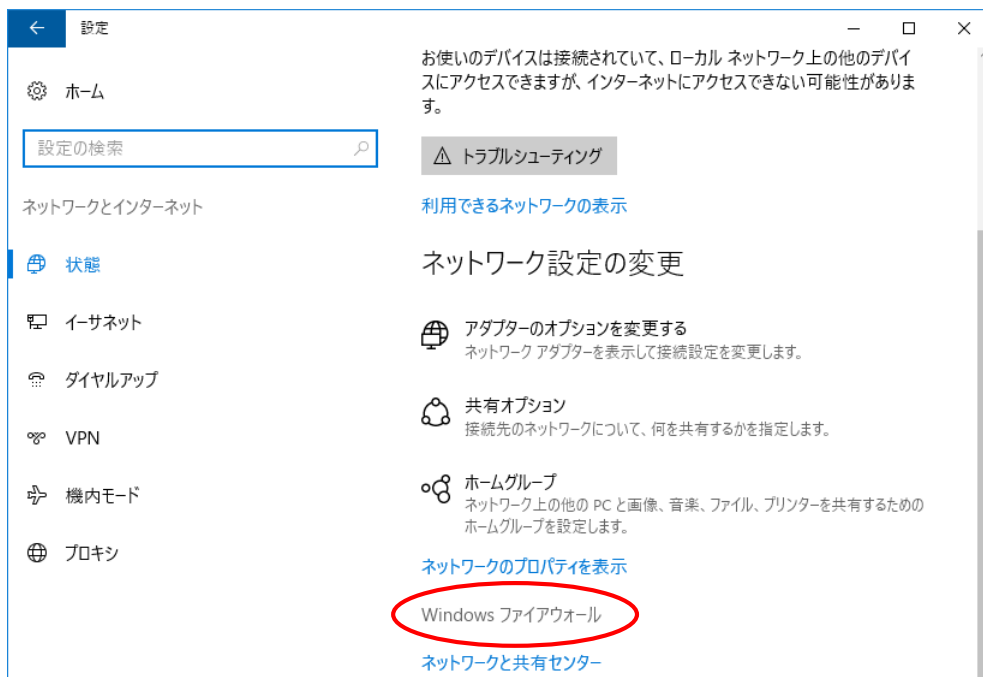 設定
ホーム
設定の検索
ネットワークとインターネット
状態
イーサネット
ダイヤルアップ
VPN
機内モード
プロキシ
お使いのデバイスは接続されていて、ローカル ネットワーク上の他のデバイ
スにアクセスできますが、インターネットにアクセスできない可能性がありま
す。
トラブルシューティング
利用できるネットワークの表示
ネットワーク設定の変更
アダプターのオプションを変更する
ネットワーク アダプターを表示して接続設定を変更します。
共有オプション
接続先のネットワークについて、何を共有するかを指定します。
ホームグループ
ネットワーク上の他の PC と画像、音楽、ファイル、プリンターを共有するための
ホームグループを設定します。
ネットワークのプロパティを表示
Windows ファイアウォール
ネットワークと共有センター